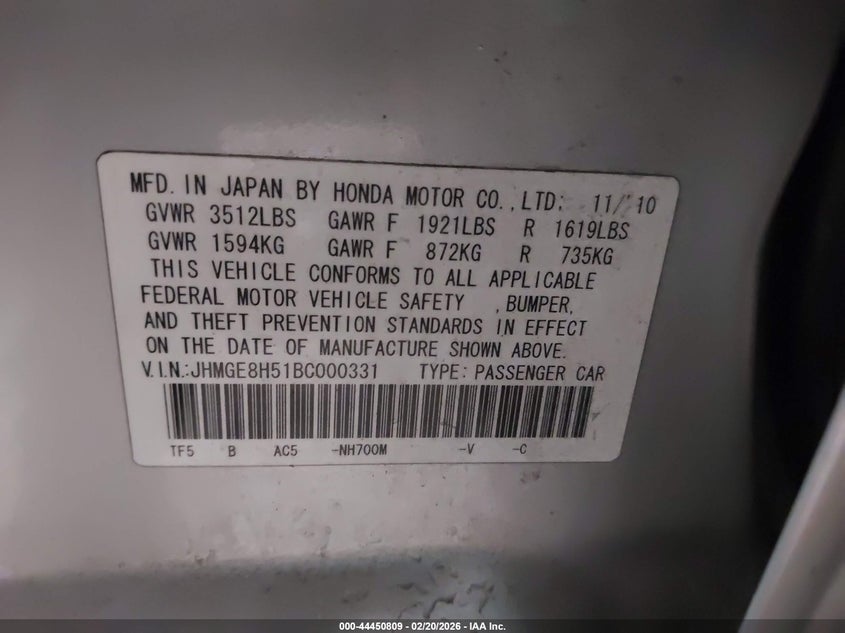 MFD. IN JAPAN BY HONDA MOTOR CO.,LTD: 11/10
GVWR 3512LBS GAWR F 1921LBS R 1619LBS
GVWR 1594KG GAWR F 872KG R 735KG
THIS VEHICLE CONFORMS TO ALL APPLICABLE
FEDERAL MOTOR VEHICLE SAFETY , BUMPER,
AND THEFT PREVENTION STANDARDS IN EFFECT
ON THE DATE OF MANUFACTURE SHOWN ABOVE.
V.I.N.:JHMGE8H51BC000331 TYPE: PASSENGER CAR
TF5 B AC5 -NH700M -V -C
000-44450809 | 02/20/2026 – IAA Inc.